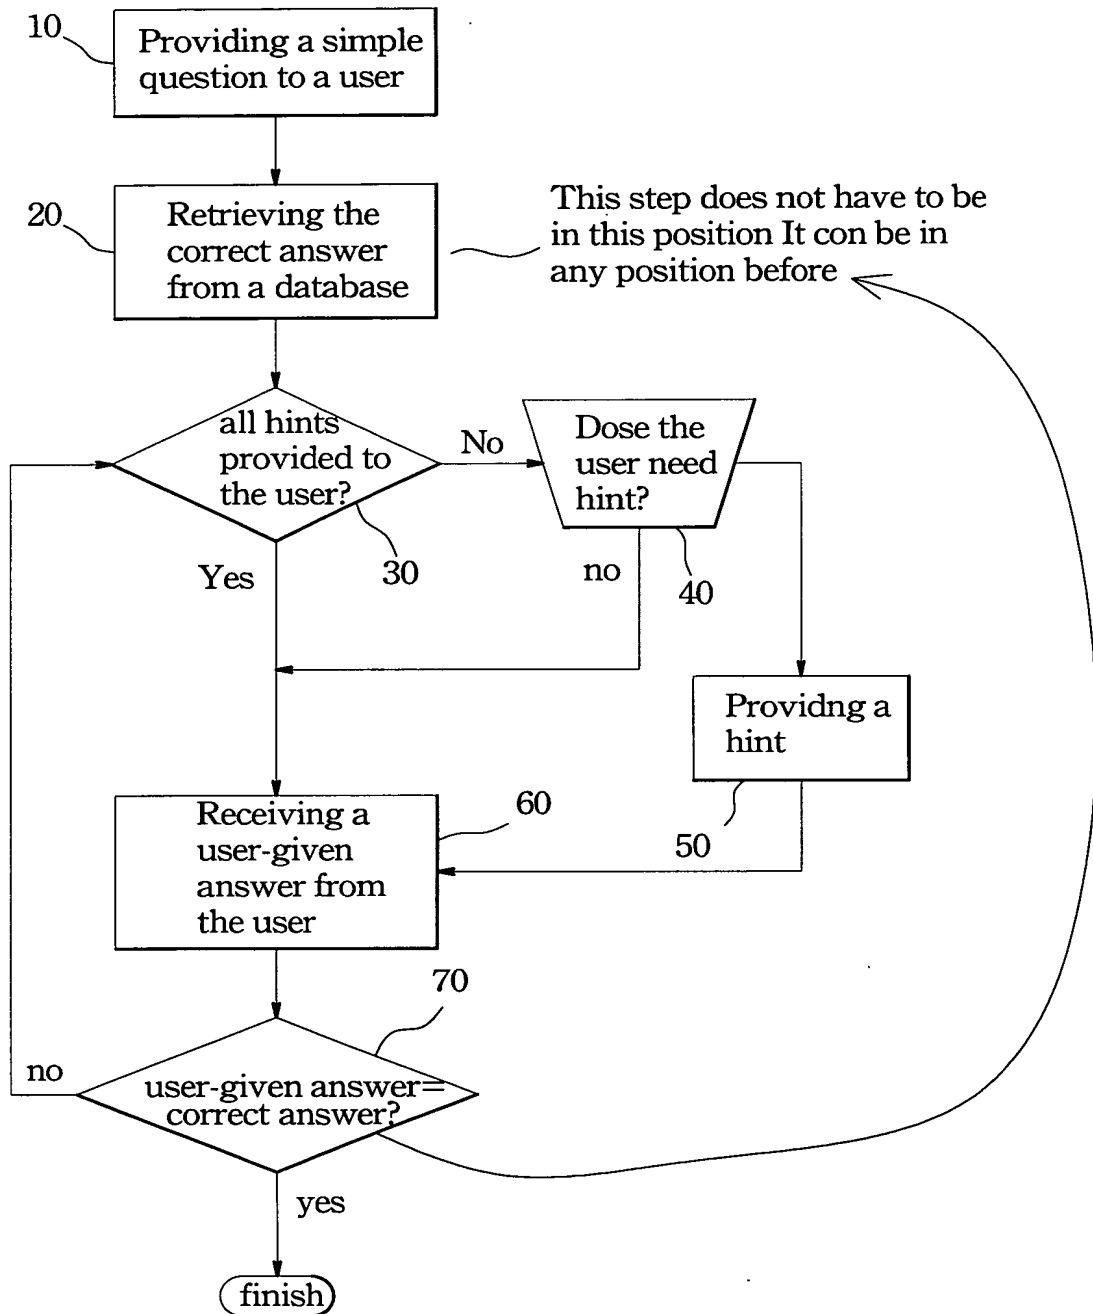 10
Providing a simple
question to a user
20
Retrieving the
correct answer
from a database
This step does not have to be
in this position It con be in
any position before
all hints
provided to
the user?
30
No
Dose the
user need
hint?
40
Yes
no
Providng a
hint
50
Receiving a
user-given
answer from
the user
60
70
no
user-given answer=
correct answer?
yes
finish